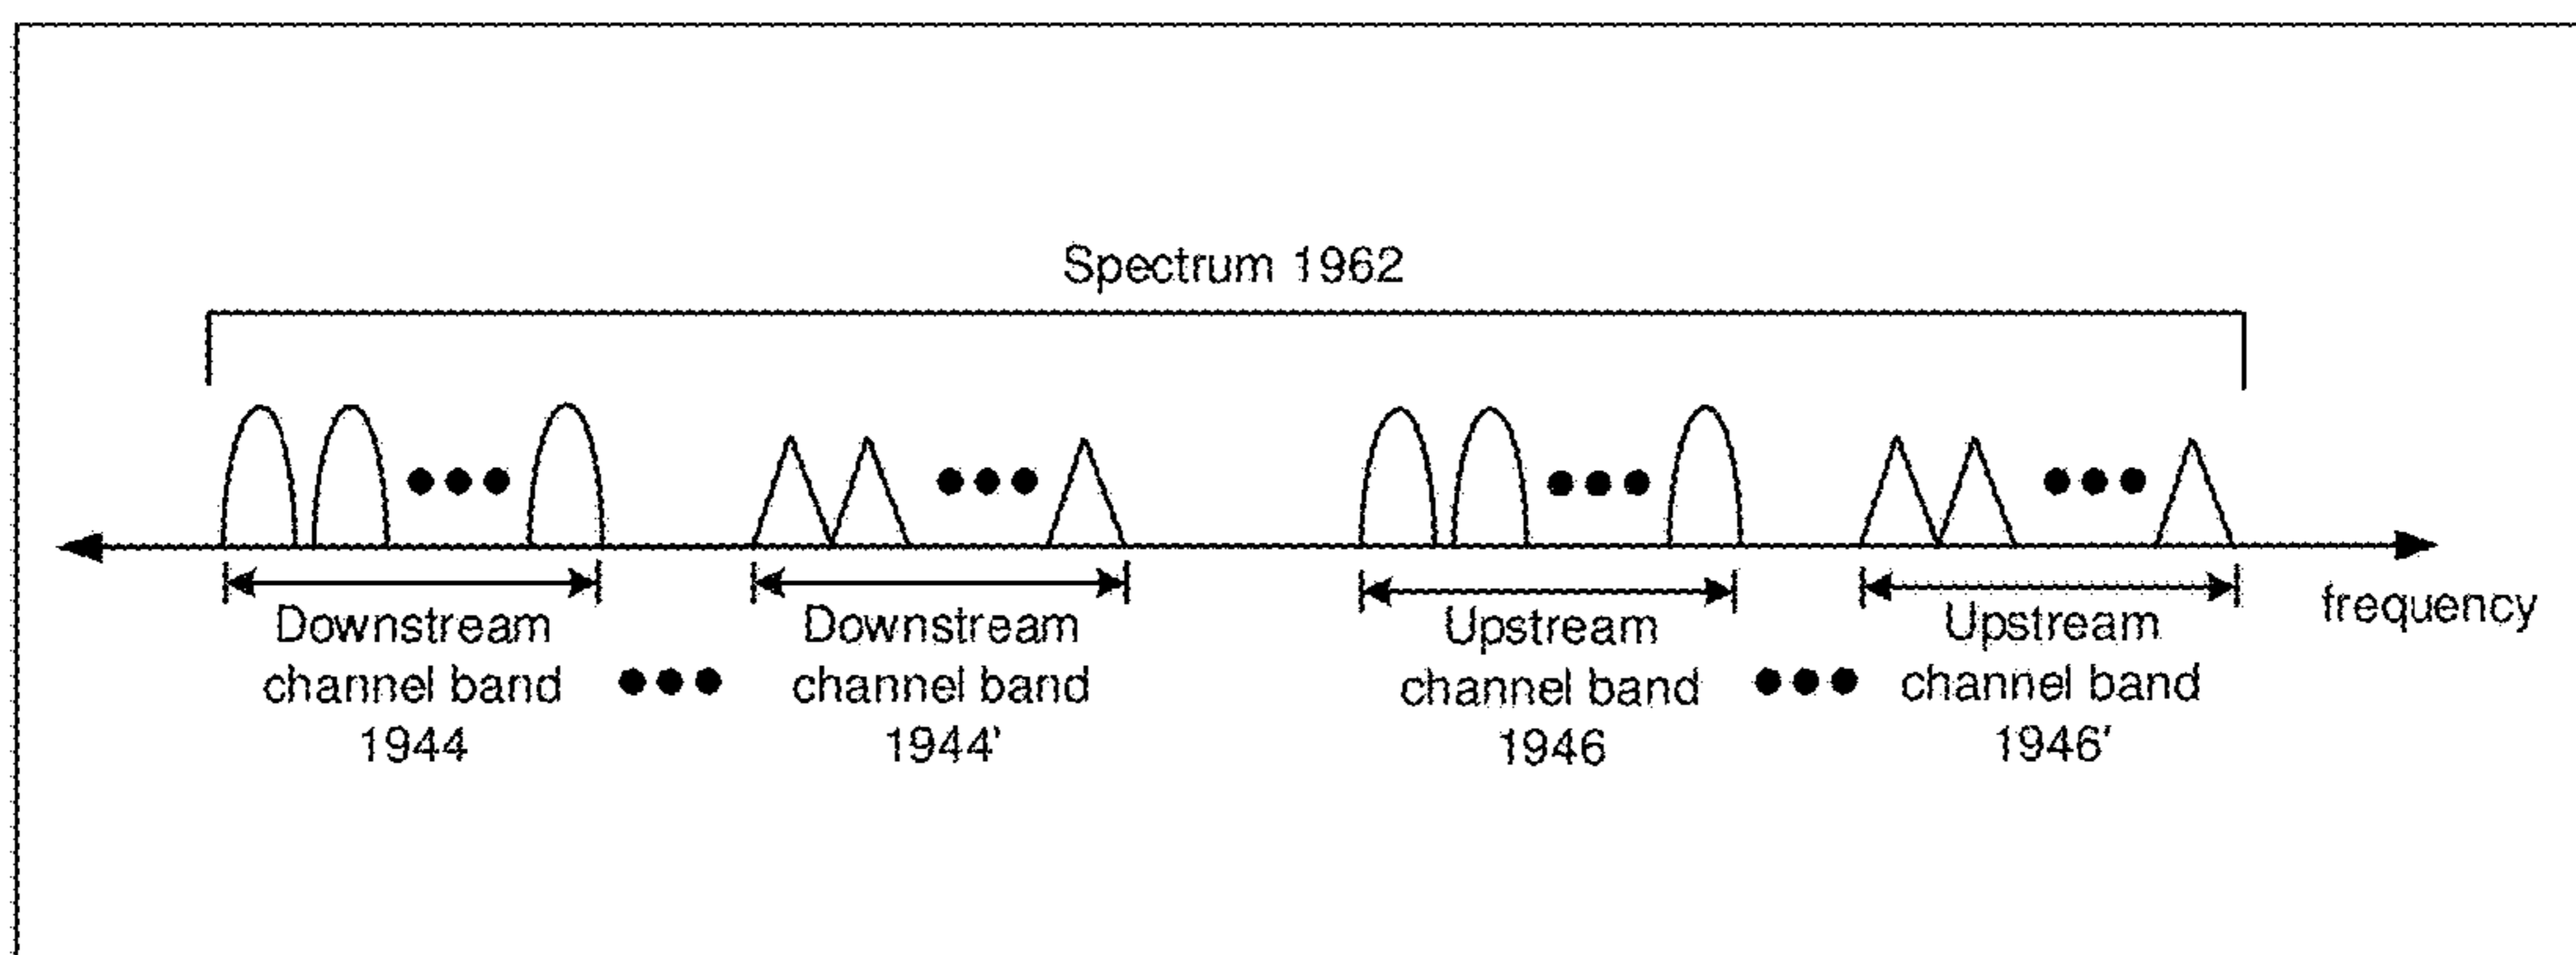 Spectrum 1962
frequency
Downstream
channel band
1944
Downstream
channel band
1944'
Upstream
channel band
1946
Upstream
channel band
1946'